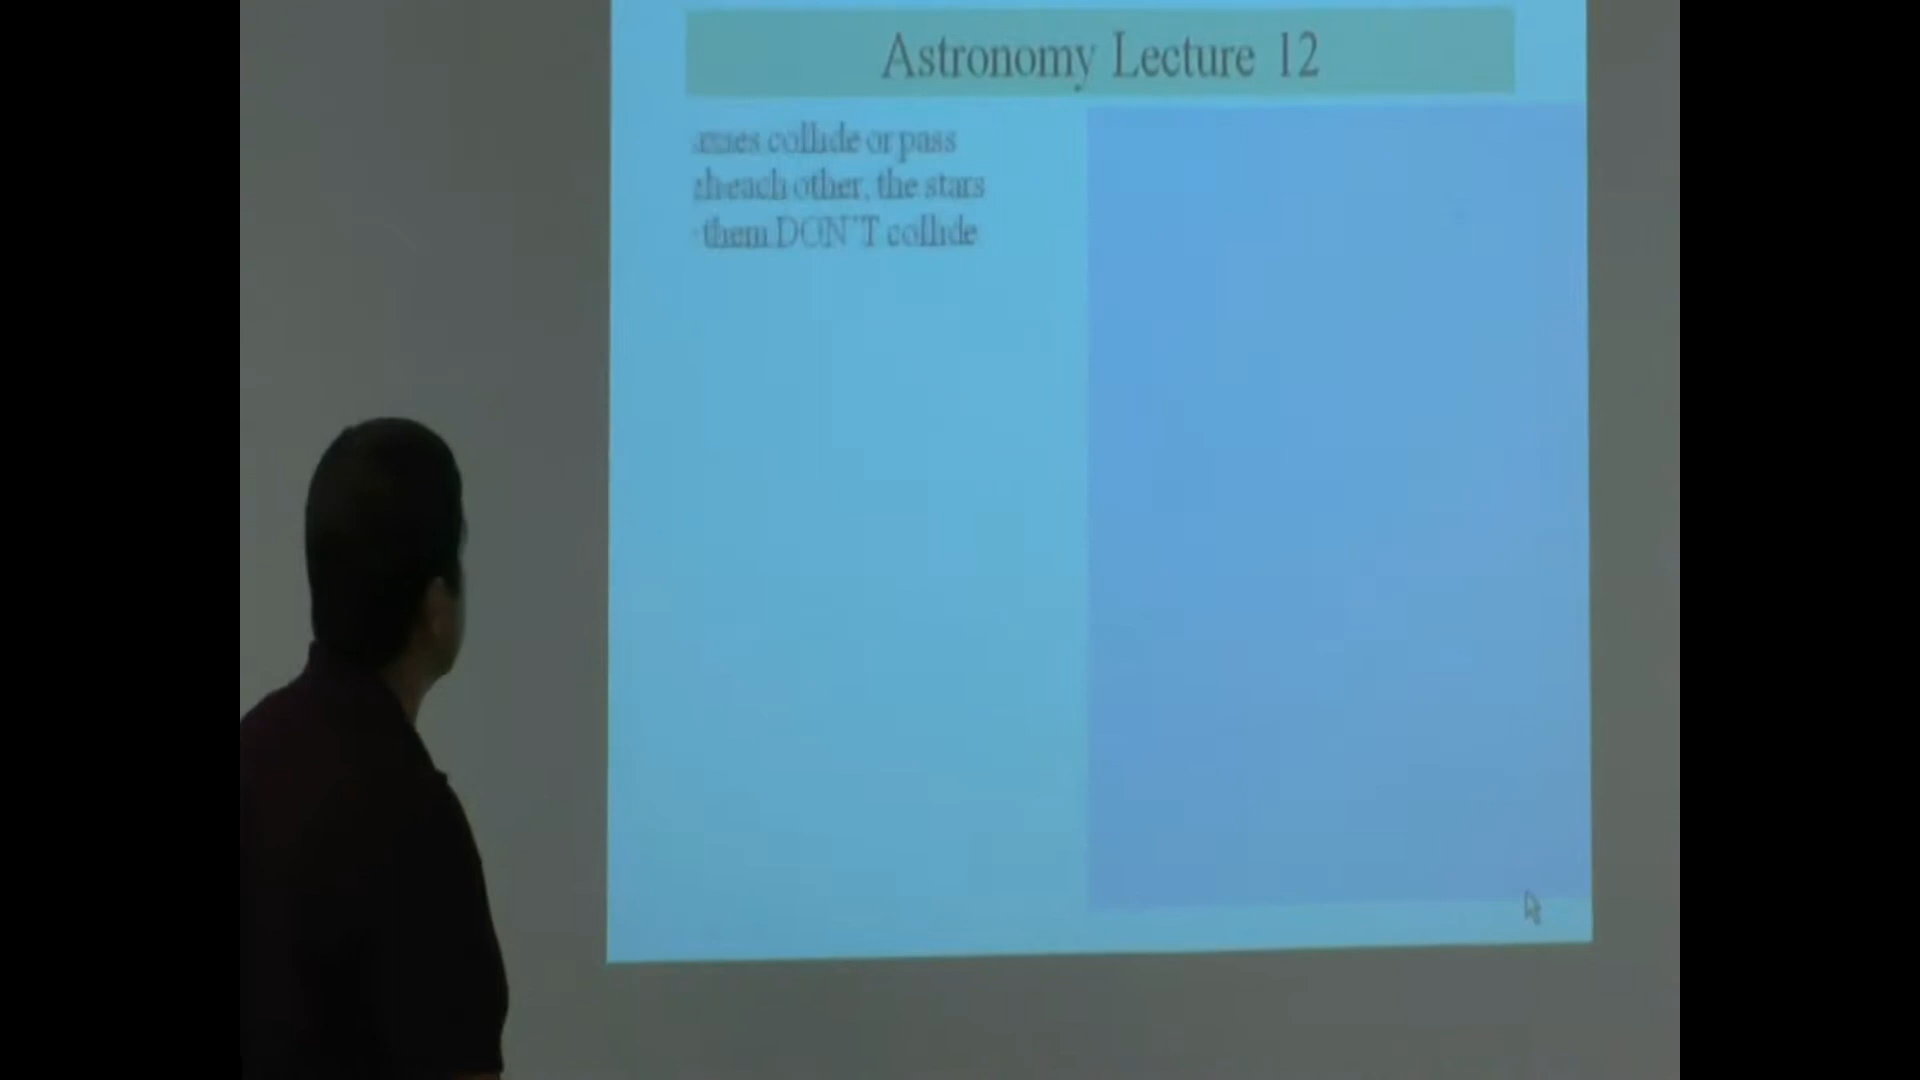 Astronomy Lecture 12
collide or pass
each other, the stars
them DON'T collide